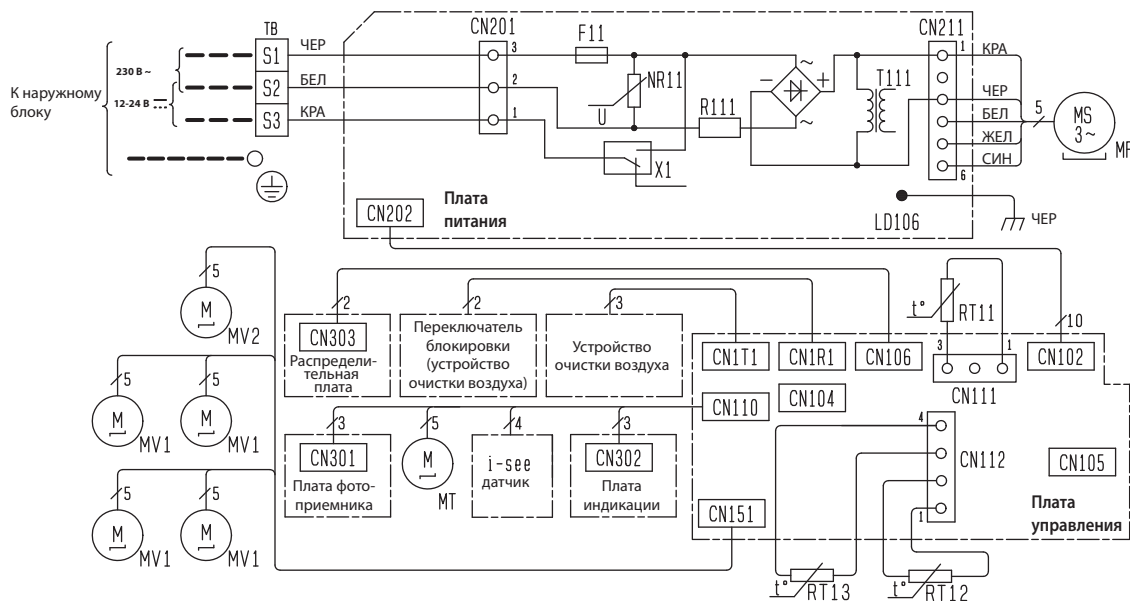 TB
CN201
F11
CN211
S1
ЧЕР
3
1
КРА
230 В ~
S2
БЕЛ
2
NR11
U
T111
ЧЕР
К наружному
блоку
12-24 В
S3
КРА
1
R111
БЕЛ
5
MS
3~
ЖЕЛ
СИН
X1
6
Плата
питания
CN202
LD106
ЧЕР
5
M
MV2
2
2
3
t°
RT11
10
CN303
Распредели-
тельная
плата
Переключатель
блокировки
(устройство
очистки воздуха)
Устройство
очистки воздуха
CN1T1
CN1R1
CN106
3
1
CN102
CN111
5
M
MV1
5
M
MV1
CN110
CN104
3
5
4
3
4
CN301
Плата фото-
приемника
M
MT
i-see
датчик
CN302
Плата
индикации
CN112
CN105
5
M
MV1
5
M
MV1
CN151
1
Плата
управления
t°
RT13
t°
RT12